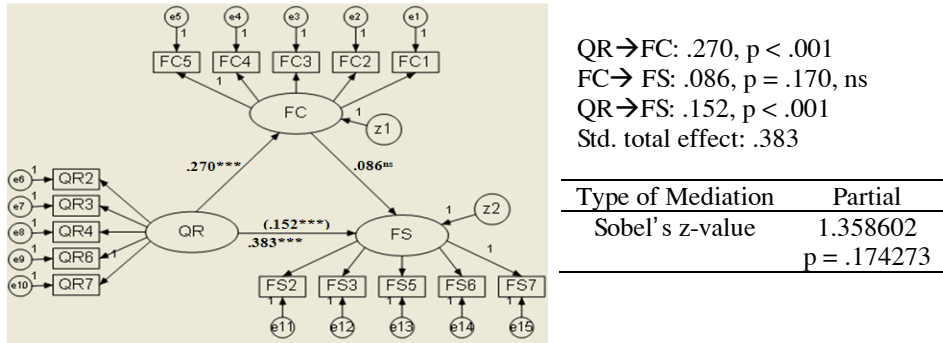 e5 e4 e3 e2 e1
1 1 1 1 1
FC5 FC4 FC3 FC2 FC1
1
FC
1
z1
.270***
.086ns
e6 1 QR2
e7 1 QR3
e8 1 QR4
e9 1 QR6
e10 1 QR7
1
QR
(.152***)
.383***
1
z2
FS
1
FS2 FS3 FS5 FS6 FS7
1 1 1 1 1
e11 e12 e13 e14 e15
QR→FC: .270, p < .001
FC→ FS: .086, p = .170, ns
QR→FS: .152, p < .001
Std. total effect: .383
Type of Mediation Partial
Sobel's z-value 1.358602
p = .174273